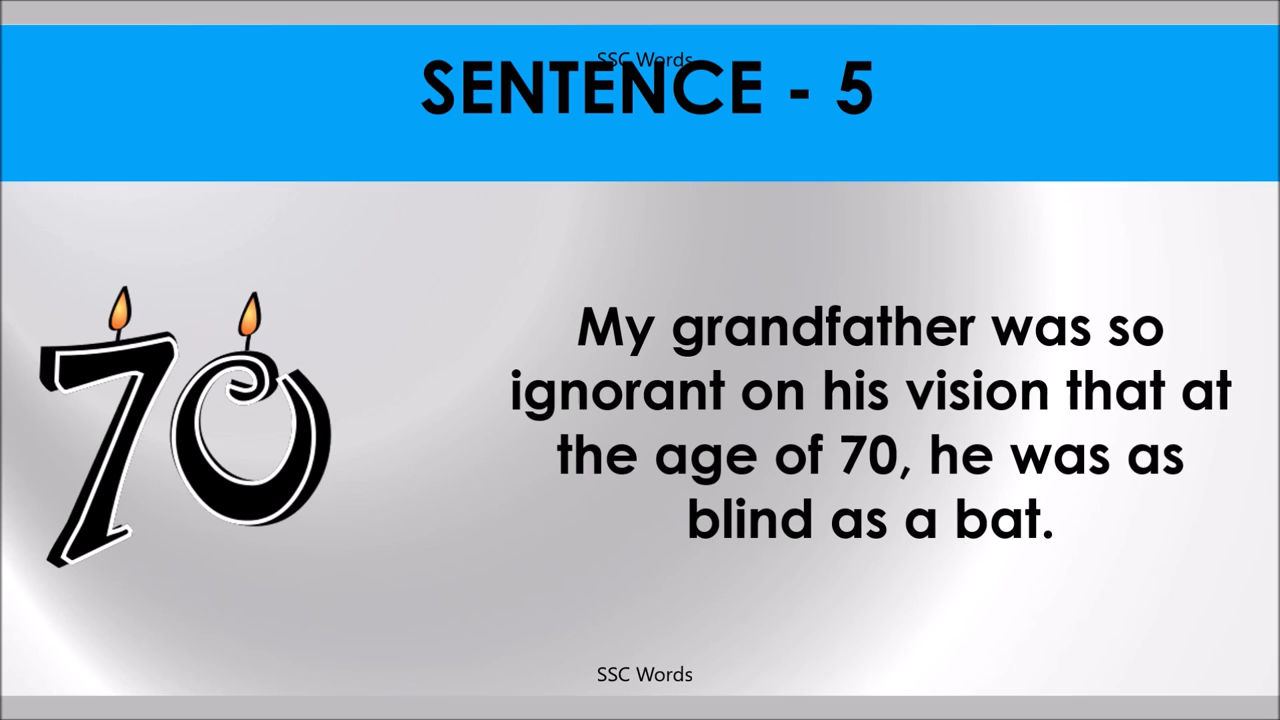 SSC Words
SENTENCE - 5
70
My grandfather was so
ignorant on his vision that at
the age of 70, he was as
blind as a bat.
SSC Words